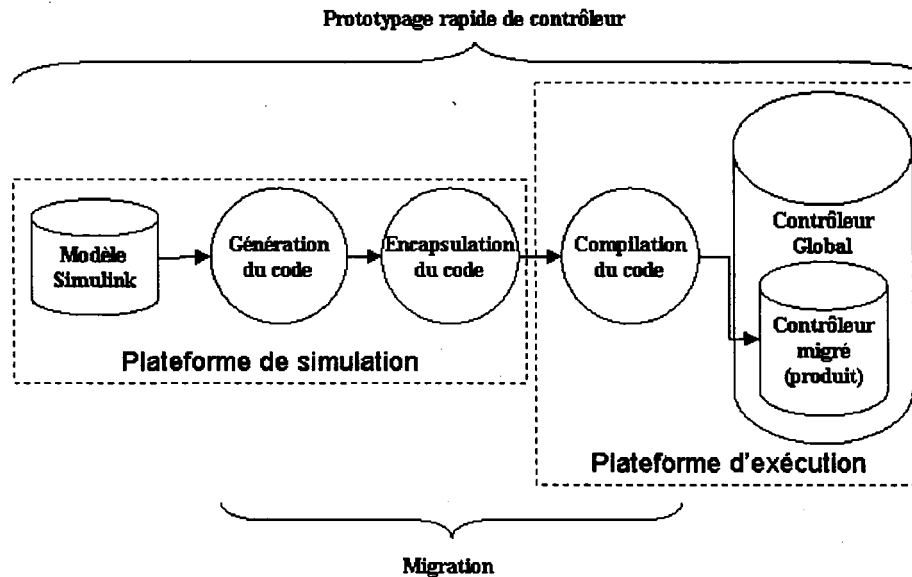 Prototypage rapide de contrôleur
Modèle
Simulink
Génération
du code
Encapsulation
du code
Compilation
du code
Contrôleur
Global
Contrôleur
migré
(produit)
Plateforme de simulation
Plateforme d'exécution
Migration